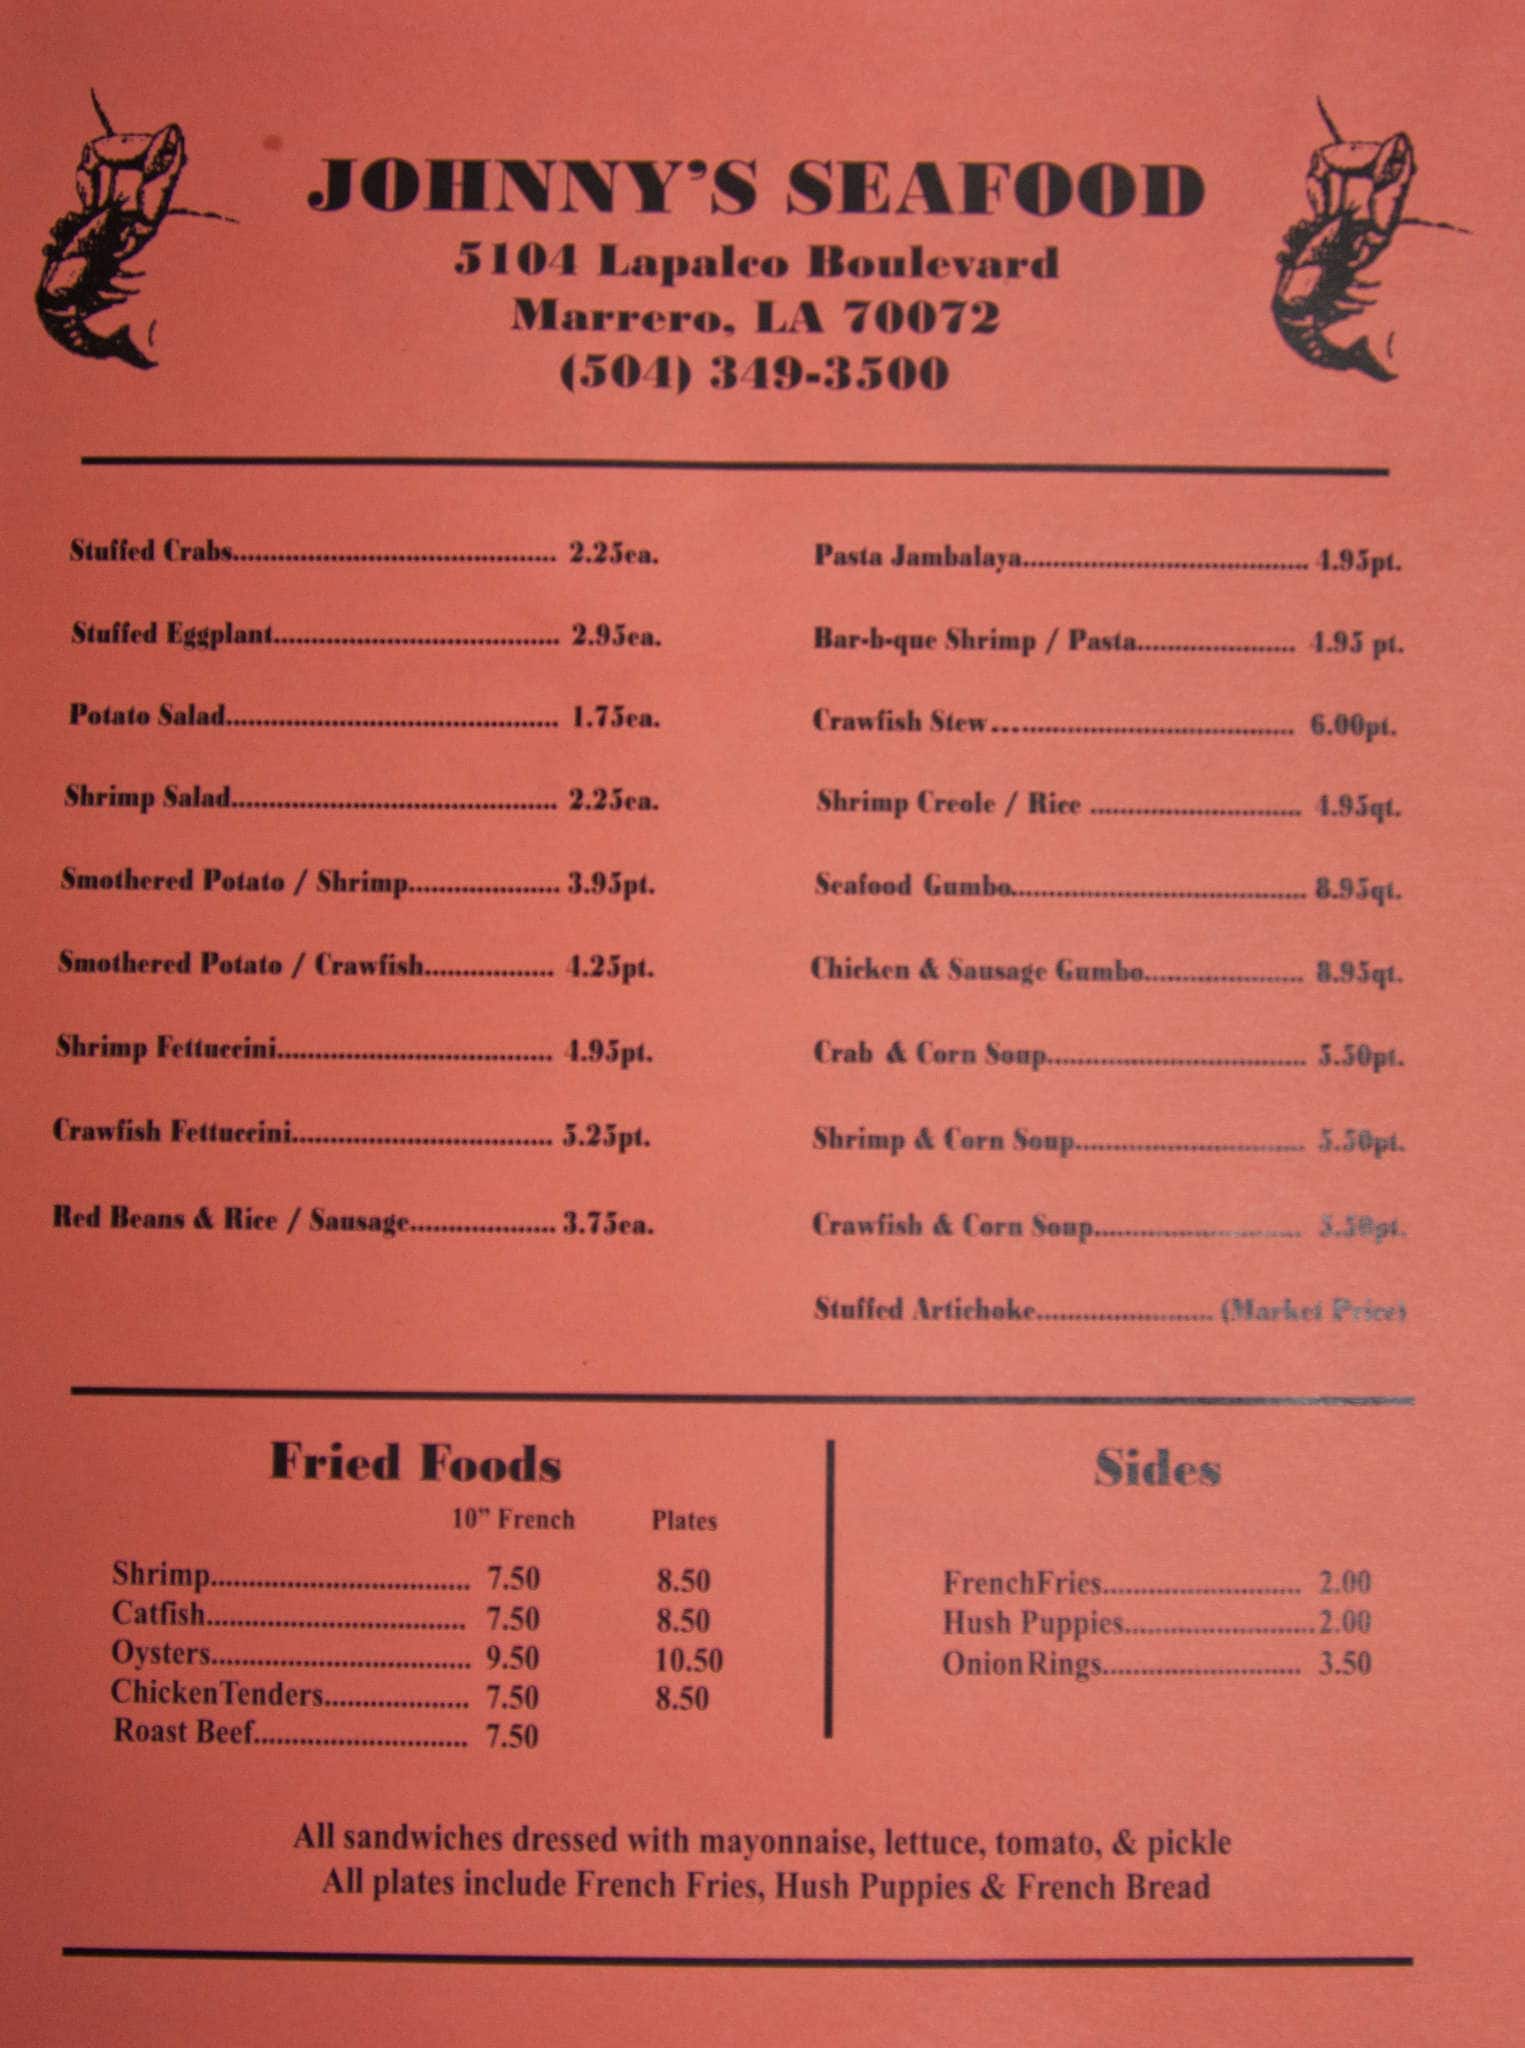 JOHNNY'S SEAFOOD
5104 Lapalco Boulevard
Marrero, LA 70072
(504) 349-3500
Stuffed Crabs........................................... 2.25ea.
Stuffed Eggplant...................................... 2.95ea.
Potato Salad............................................ 1.75ea.
Shrimp Salad........................................... 2.25ea.
Smothered Potato / Shrimp.................... 3.95pt.
Smothered Potato / Crawfish................. 4.25pt.
Shrimp Fettuccini.................................... 4.95pt.
Crawfish Fettuccini.................................. 5.25pt.
Red Beans & Rice / Sausage................... 3.75ea.
Pasta Jambalaya...................................... 4.95pt.
Bar-b-que Shrimp / Pasta..................... 4.95 pt.
Crawfish Stew........................................ 6.00pt.
Shrimp Creole / Rice ............................ 4.95qt.
Seafood Gumbo....................................... 8.95qt.
Chicken & Sausage Gumbo..................... 8.95qt.
Crab & Corn Soup.................................. 5.50pt.
Shrimp & Corn Soup.............................. 5.50pt.
Crawfish & Corn Soup........................... 5.50pt.
Stuffed Artichoke....................... (Market Price)
Fried Foods
10” French Plates
Shrimp.................................. 7.50 8.50
Catfish.................................. 7.50 8.50
Oysters.................................. 9.50 10.50
ChickenTenders................... 7.50 8.50
Roast Beef............................ 7.50
Sides
FrenchFries.......................... 2.00
Hush Puppies.........................2.00
OnionRings.......................... 3.50
All sandwiches dressed with mayonnaise, lettuce, tomato, & pickle
All plates include French Fries, Hush Puppies & French Bread